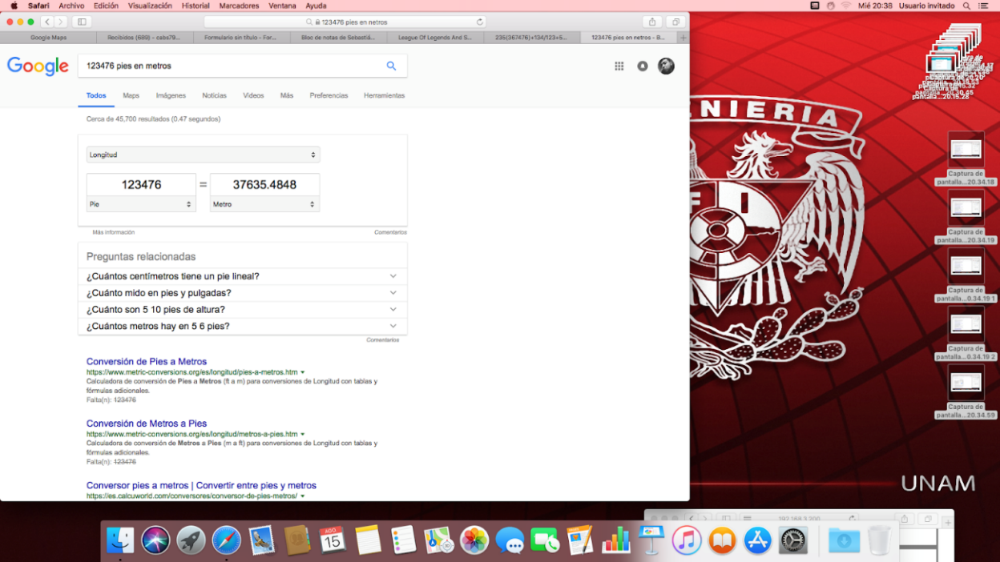 Safari Archivo Edición Visualización Historial Marcadores Ventana Ayuda Mié 20:38 Usuario invitado
123476 pies en netros
Google Maps Recibidos (689) - cabs79... Formulario sin título - For... Bloc de notas de Sebastiá... League Of Legends And S... 235(367476)+134/123+5... 123476 pies en netros - B...
Google 123476 pies en metros
Todos Maps Imágenes Noticias Videos Más Preferencias Herramientas
Cerca de 45,700 resultados (0.47 segundos)
Longitud
123476 = 37635.4848
Pie Metro
Más información Comentarios
Preguntas relacionadas
¿Cuántos centímetros tiene un pie lineal?
¿Cuánto mido en pies y pulgadas?
¿Cuánto son 5 10 pies de altura?
¿Cuántos metros hay en 5 6 pies?
Comentarios
Conversión de Pies a Metros
https://www.metric-conversions.org/es/longitud/pies-a-metros.htm
Calculadora de conversión de Pies a Metros (ft a m) para conversiones de Longitud con tablas y
fórmulas adicionales.
Falta(n): 123476
Conversión de Metros a Pies
https://www.metric-conversions.org/es/longitud/metros-a-pies.htm
Calculadora de conversión de Metros a Pies (m a ft) para conversiones de Longitud con tablas y
fórmulas adicionales.
Falta(n): 123476
Conversor pies a metros | Convertir entre pies y metros
https://es.calcuworld.com/conversores/conversor-de-pies-metros/
NIERIA
F I
Captura de
pantalla...20.15.28
Captura de
pantalla...20.34.18
Captura de
pantalla...20.34.19
Captura de
pantalla...0.34.19 1
Captura de
pantalla...0.34.19 2
Captura de
pantalla...20.34.59
UNAM
192.168.3.200
AGO
15